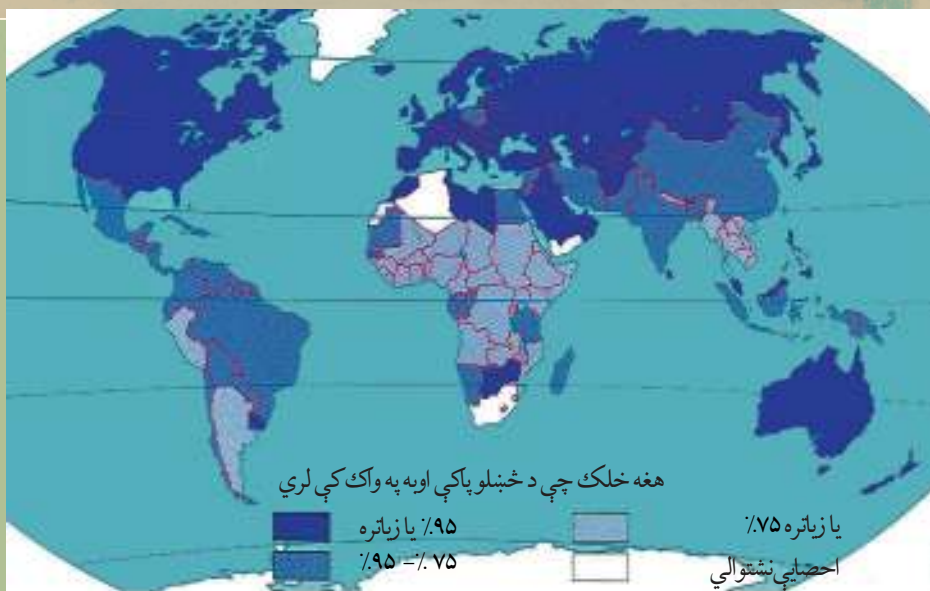 هغه خلک چې د څښلو پاکې اوبه په واک کې لري
۹۵٪ یا زیاتره
یا زیاتره ۷۵٪
۷۵٪ – ۹۵٪
احصایې نشتوالي